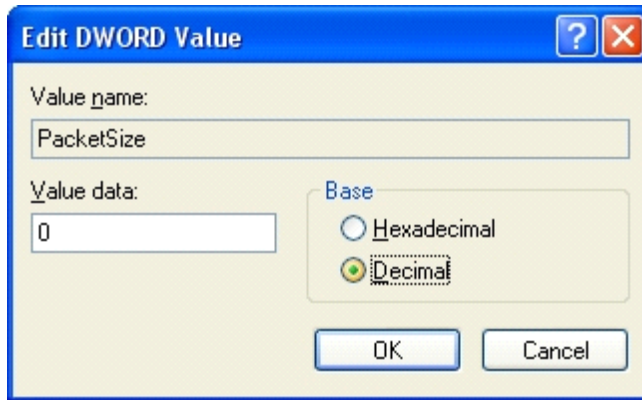 Edit DWORD Value
?
Value name:
PacketSize
Value data:
0
Base
Hexadecimal
Decimal
OK
Cancel